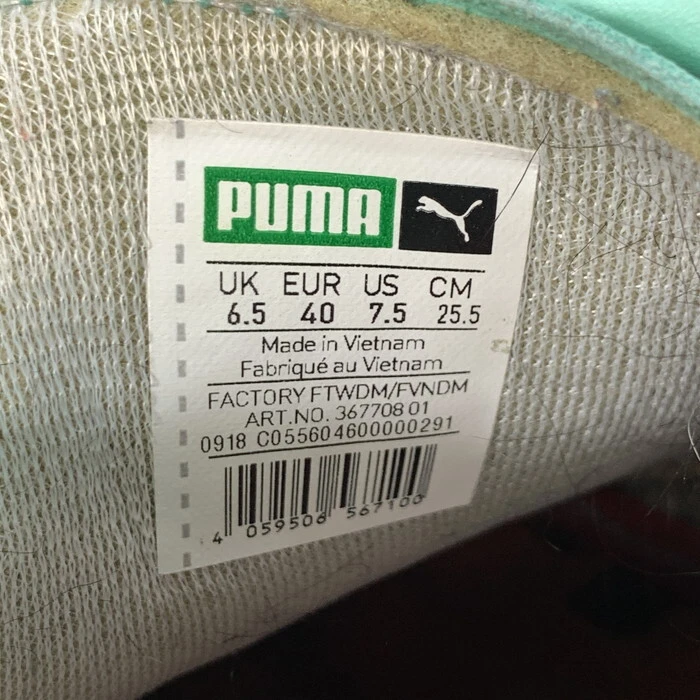 PUMA
UK EUR US CM
6.5 40 7.5 25.5
Made in Vietnam
Fabriqué au Vietnam
FACTORY FTWDM/FVNDM
ART.NO. 367708 01
0918 C055604600000291
4 059506 567100